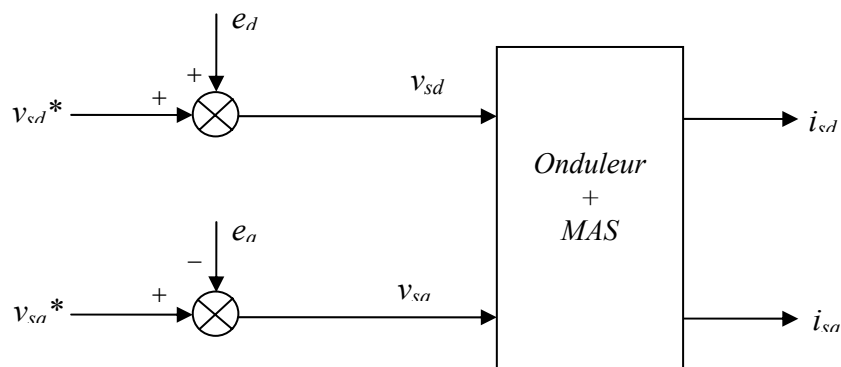 e_d
+
v_sd*
+
v_sd
i_sd
Onduleur
+
MAS
e_q
−
v_sq*
+
v_sq
i_sq